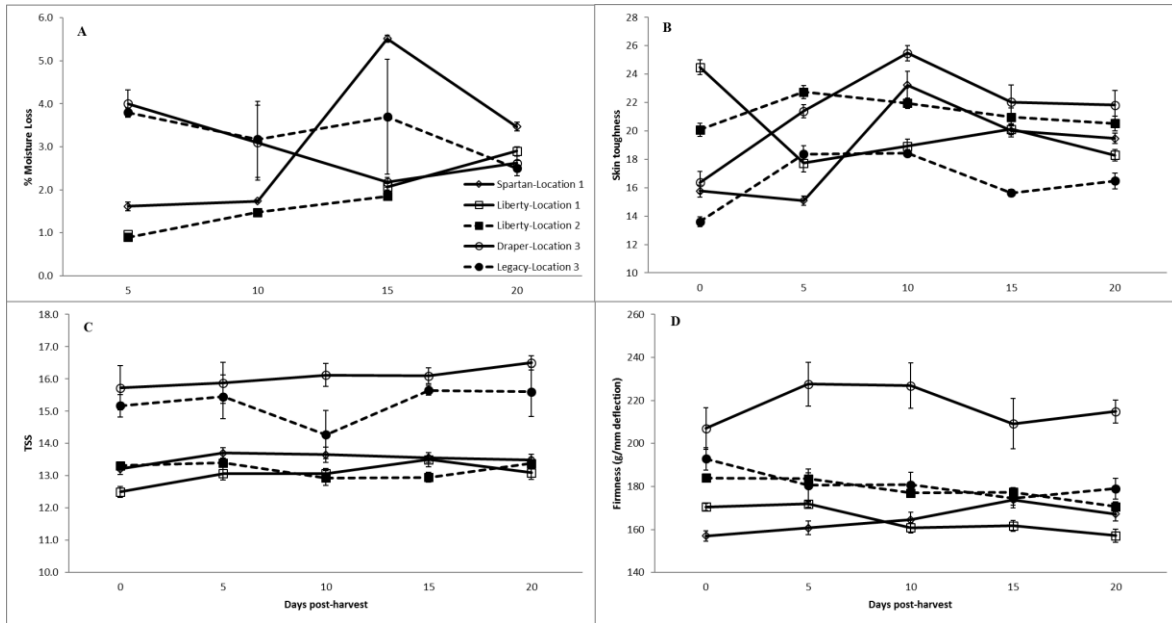 A
% Moisture Loss
6.0
5.0
4.0
3.0
2.0
1.0
0.0
5 10 15 20
Spartan-Location 1
Liberty-Location 1
Liberty-Location 2
Draper-Location 3
Legacy-Location 3
B
Skin toughness
28
26
24
22
20
18
16
14
12
10
0 5 10 15 20
C
TSS
18.0
17.0
16.0
15.0
14.0
13.0
12.0
11.0
10.0
0 5 10 15 20
Days post-harvest
D
Firmness (g/mm deflection)
260
240
220
200
180
160
140
0 5 10 15 20
Days post-harvest